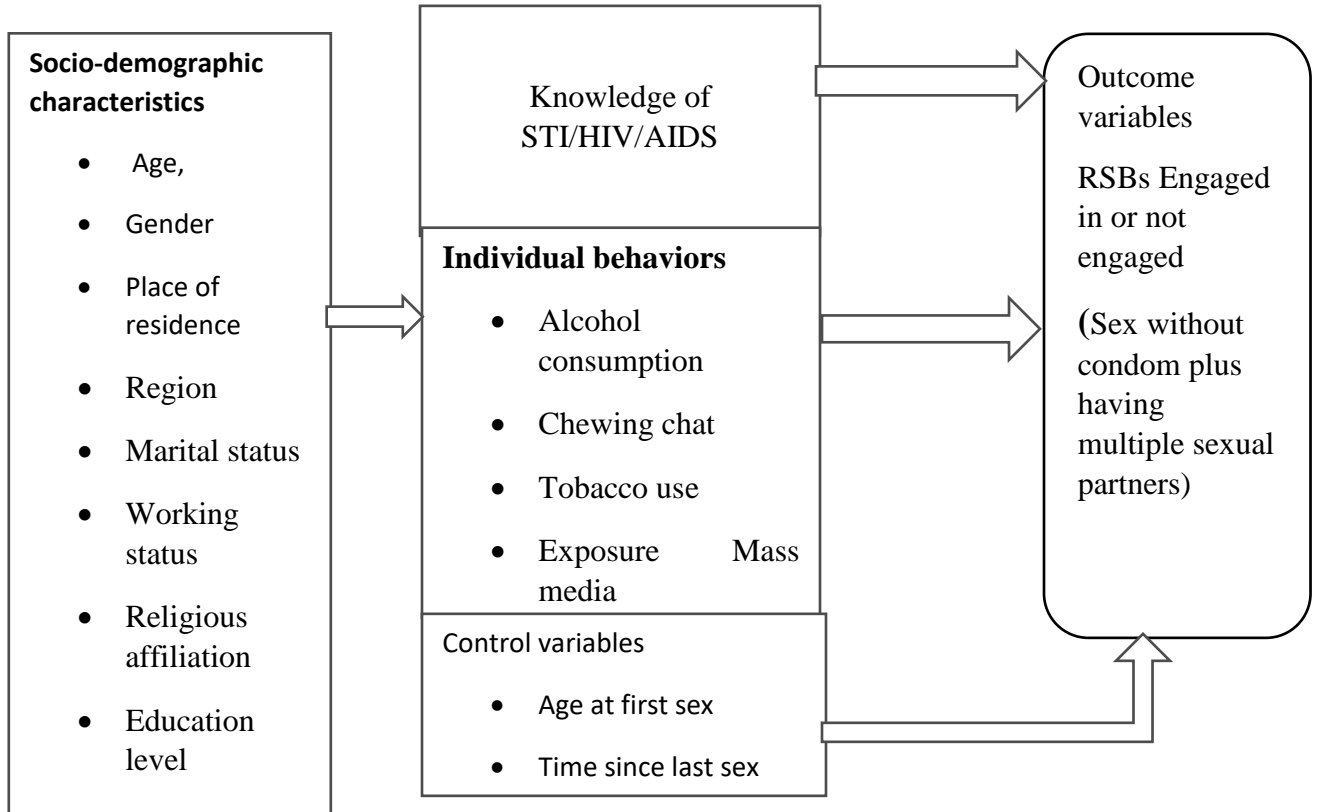 Socio-demographic
characteristics
• Age,
• Gender
• Place of
residence
• Region
• Marital status
• Working
status
• Religious
affiliation
• Education
level
Knowledge of
STI/HIV/AIDS
Individual behaviors
• Alcohol
consumption
• Chewing chat
• Tobacco use
• Exposure Mass
media
Control variables
• Age at first sex
• Time since last sex
Outcome
variables
RSBs Engaged
in or not
engaged
(Sex without
condom plus
having
multiple sexual
partners)